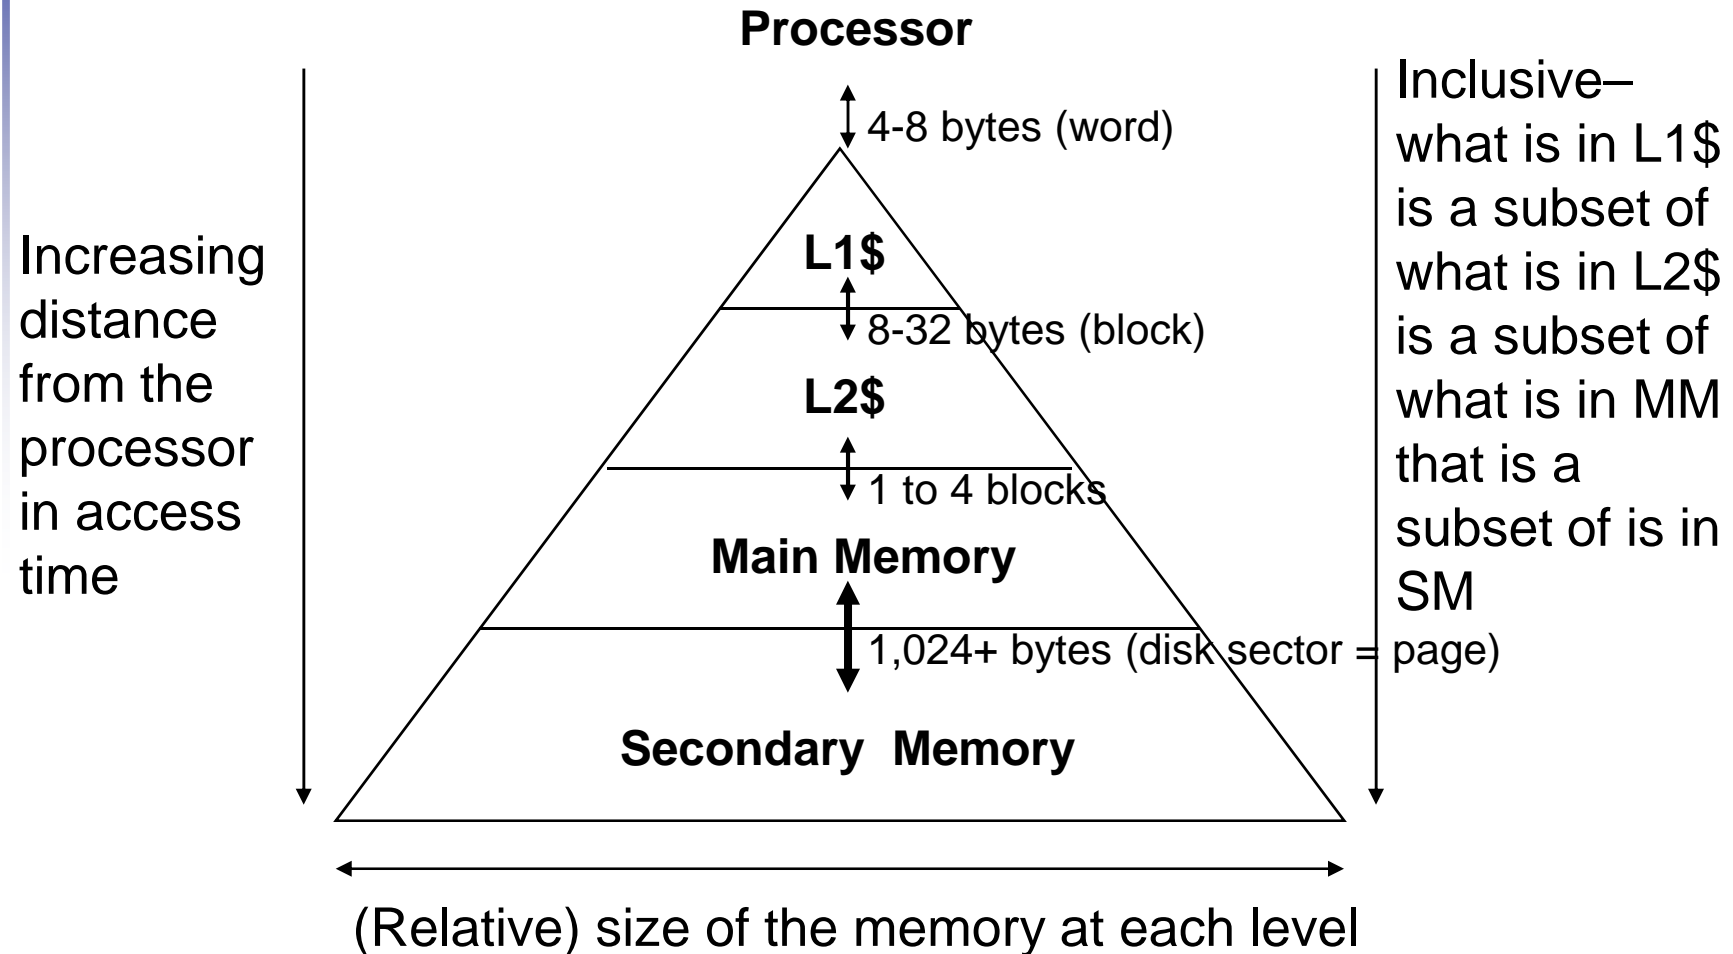 Processor
4-8 bytes (word)
Increasing
distance
from the
processor
in access
time
L1$
8-32 bytes (block)
L2$
1 to 4 blocks
Main Memory
1,024+ bytes (disk sector = page)
Secondary Memory
Inclusive–
what is in L1$
is a subset of
what is in L2$
is a subset of
what is in MM
that is a
subset of is in
SM
(Relative) size of the memory at each level